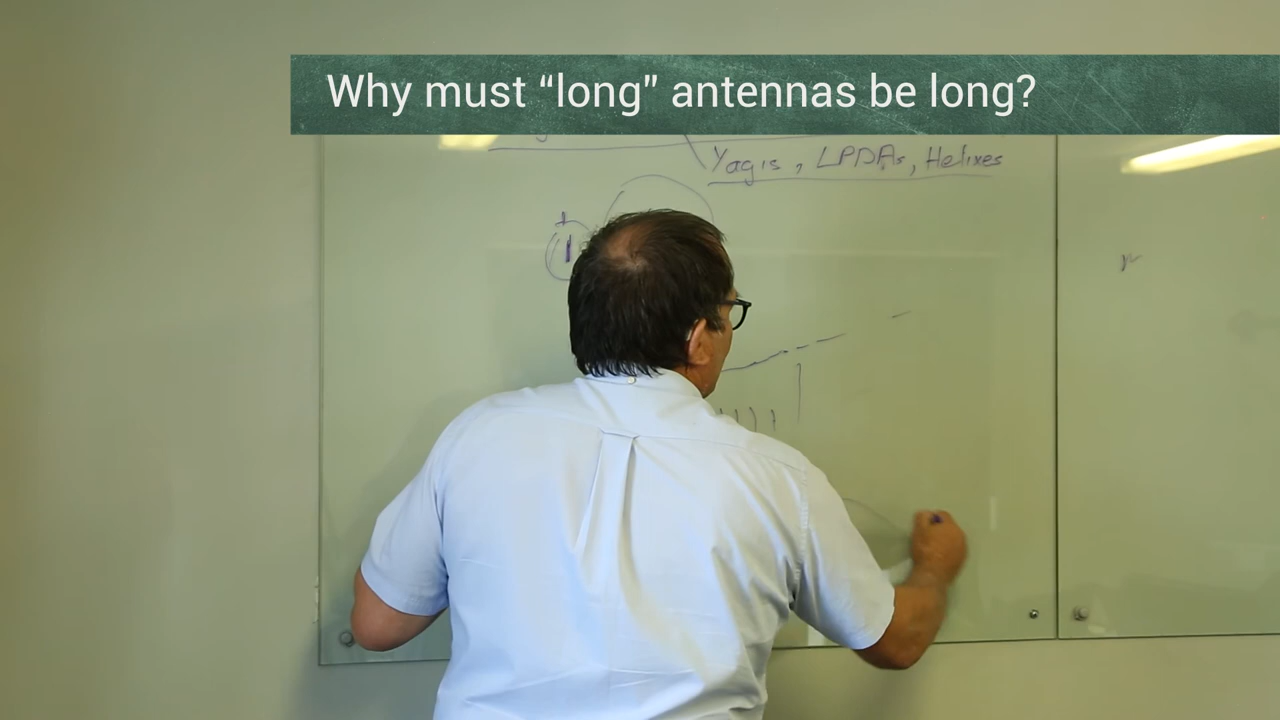 Why must “long” antennas be long?
Yagis, LPDAs, Helixes